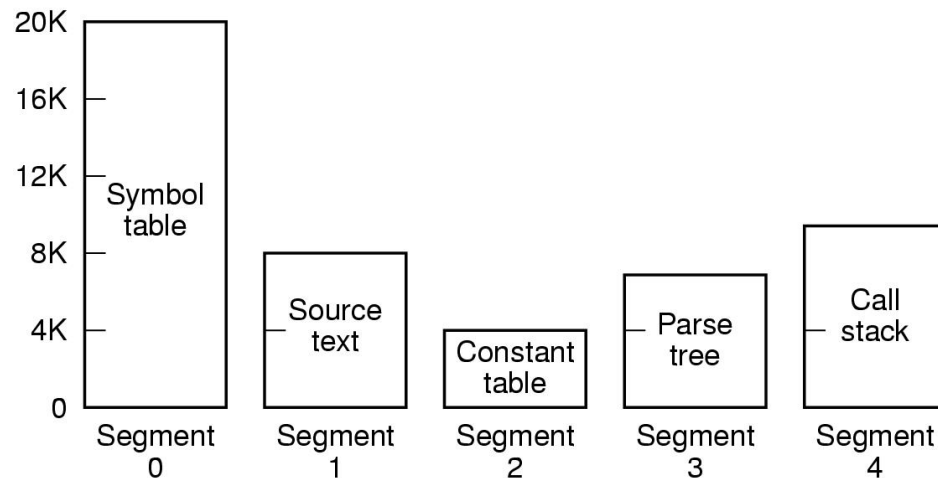 20K
16K
12K
8K
4K
0
Symbol
table
Source
text
Constant
table
Parse
tree
Call
stack
Segment
0
Segment
1
Segment
2
Segment
3
Segment
4